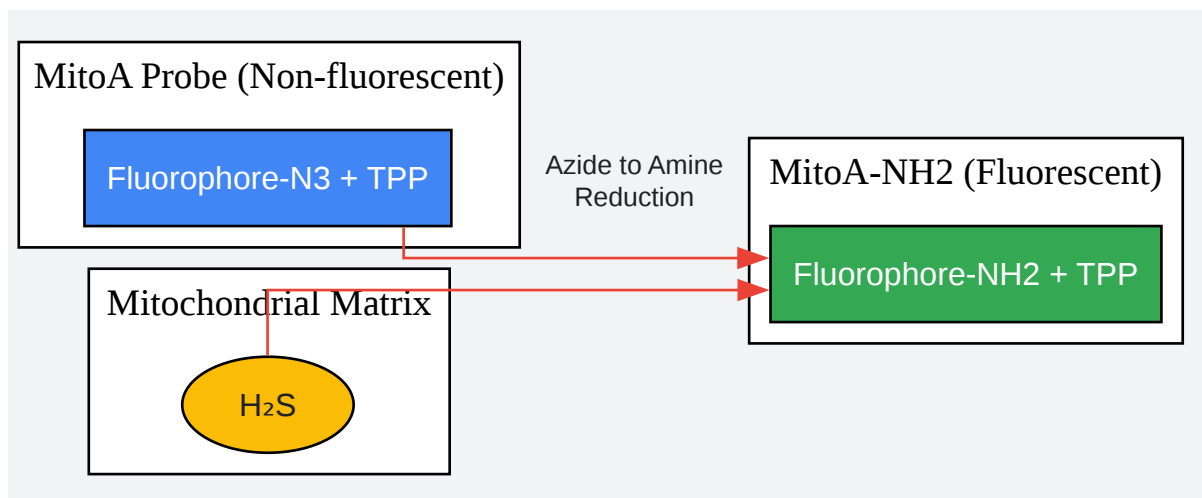 MitoA Probe (Non-fluorescent)
Fluorophore-N3 + TPP
Azide to Amine
Reduction
MitoA-NH2 (Fluorescent)
Fluorophore-NH2 + TPP
Mitochondrial Matrix
H₂S